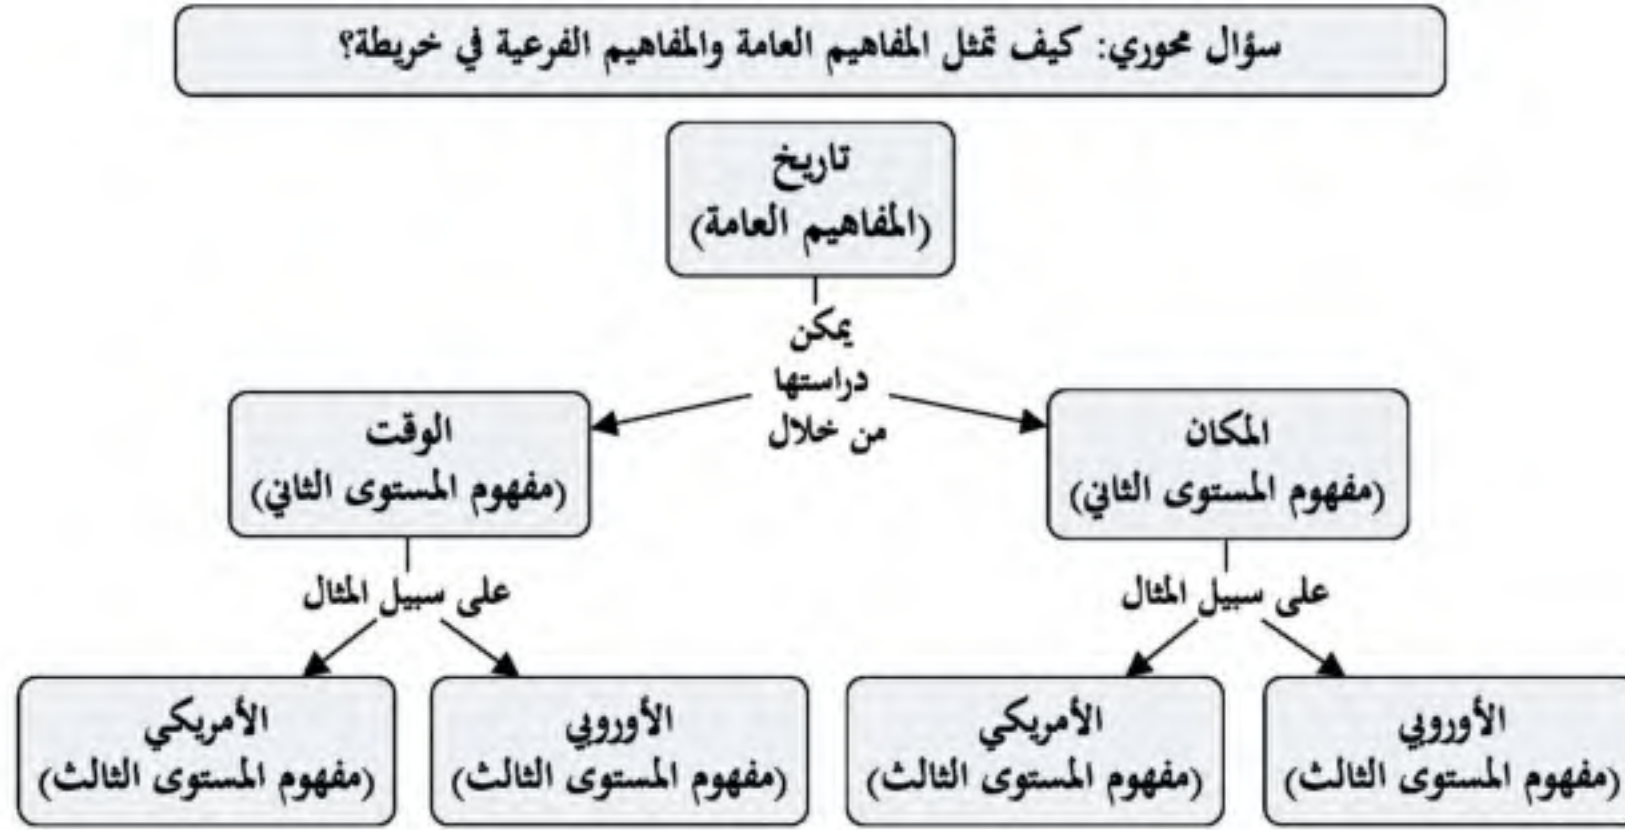 سؤال محوري: كيف تمثل المفاهيم العامة والمفاهيم الفرعية في خريطة؟
تاريخ
(المفاهيم العامة)
يمكن
دراستها
من خلال
المكان
(مفهوم المستوى الثاني)
الوقت
(مفهوم المستوى الثاني)
على سبيل المثال
على سبيل المثال
الأوروبي
(مفهوم المستوى الثالث)
الأمريكي
(مفهوم المستوى الثالث)
الأوروبي
(مفهوم المستوى الثالث)
الأمريكي
(مفهوم المستوى الثالث)